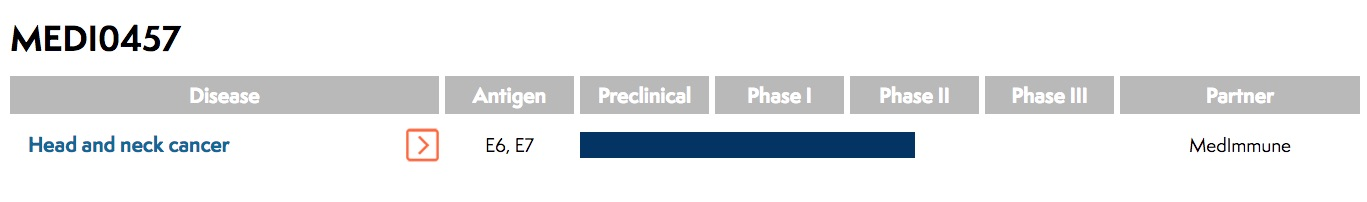 MEDI0457
Disease Antigen Preclinical Phase I Phase II Phase III Partner
Head and neck cancer E6, E7 MedImmune